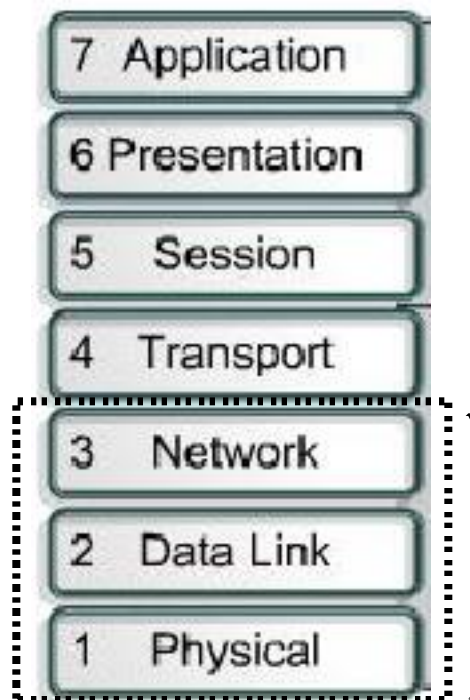 7 Application
6 Presentation
5 Session
4 Transport
3 Network
2 Data Link
1 Physical